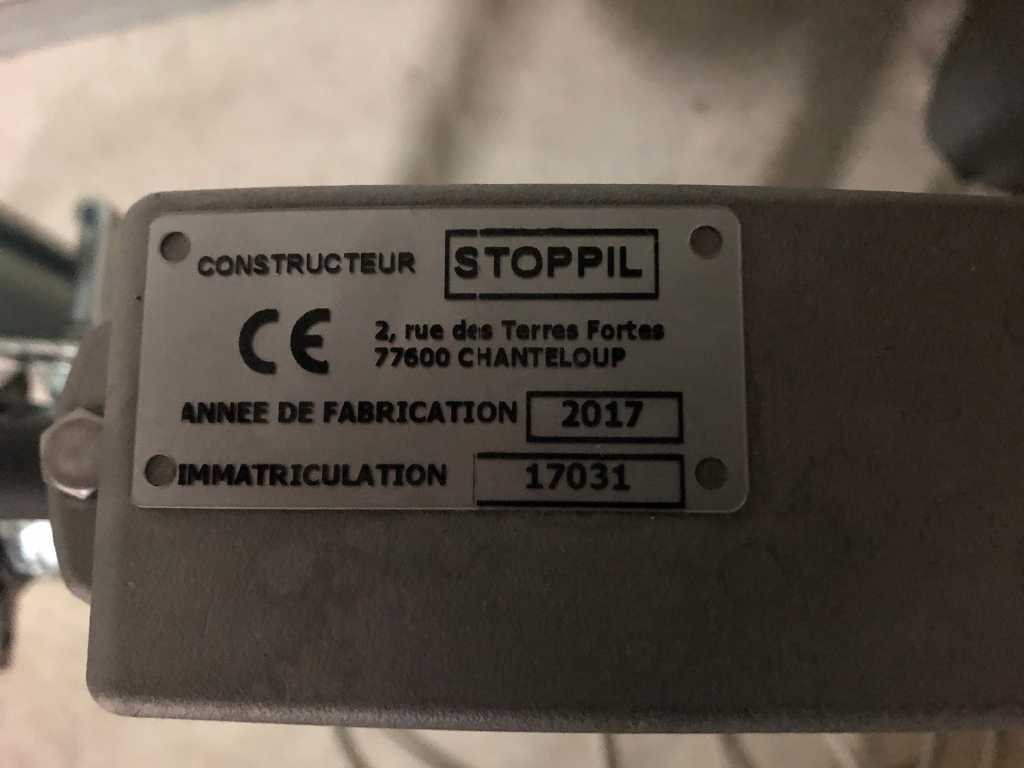 CONSTRUCTEUR STOPPIL
CE 2, rue des Terres Fortes
77600 CHANTELOUP
ANNEE DE FABRICATION 2017
IMMATRICULATION 17031